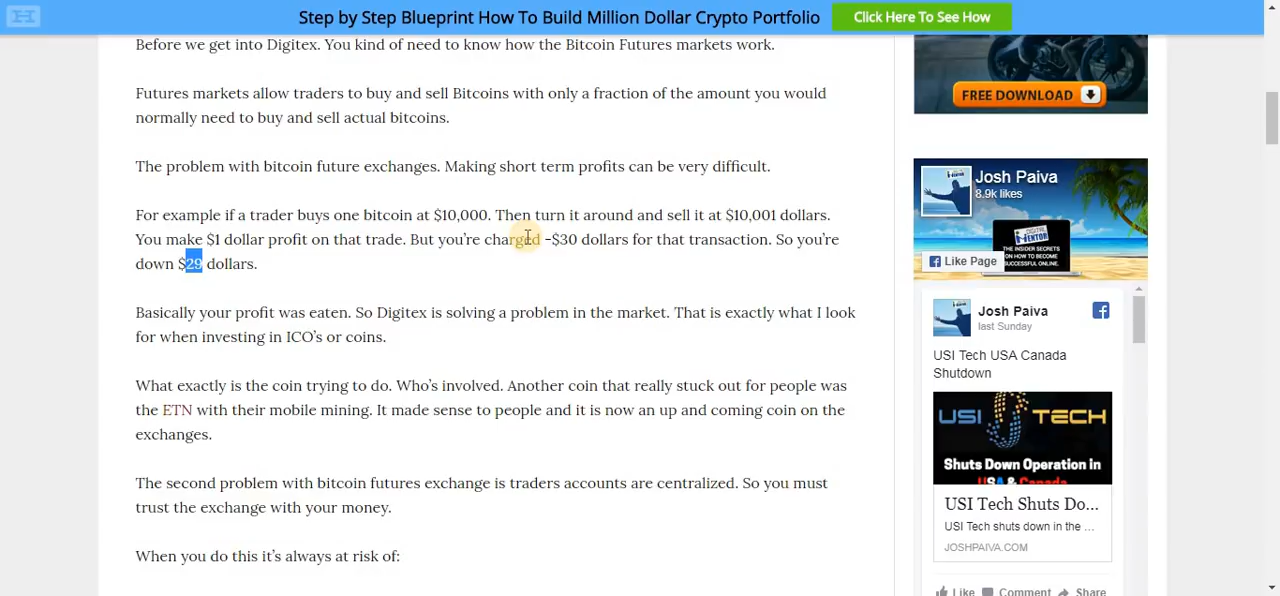 Step by Step Blueprint How To Build Million Dollar Crypto Portfolio
Click Here To See How
Before we get into Digitex. You kind of need to know how the Bitcoin Futures markets work.
Futures markets allow traders to buy and sell Bitcoins with only a fraction of the amount you would
normally need to buy and sell actual bitcoins.
The problem with bitcoin future exchanges. Making short term profits can be very difficult.
For example if a trader buys one bitcoin at $10,000. Then turn it around and sell it at $10,001 dollars.
You make $1 dollar profit on that trade. But you're charged -$30 dollars for that transaction. So you're
down $29 dollars.
Basically your profit was eaten. So Digitex is solving a problem in the market. That is exactly what I look
for when investing in ICO's or coins.
What exactly is the coin trying to do. Who's involved. Another coin that really stuck out for people was
the ETN with their mobile mining. It made sense to people and it is now an up and coming coin on the
exchanges.
The second problem with bitcoin futures exchange is traders accounts are centralized. So you must
trust the exchange with your money.
When you do this it's always at risk of:
FREE DOWNLOAD
Josh Paiva
8.9k likes
DIGITAL
MENTOR
THE INSIDER SECRETS
ON HOW TO BECOME
SUCCESSFUL ONLINE.
Like Page
Josh Paiva
last Sunday
USI Tech USA Canada
Shutdown
USI TECH
Shuts Down Operation in
USA & Canada
USI Tech Shuts Do...
USI Tech shuts down in the ...
JOSHPAIVA.COM
Like Comment Share